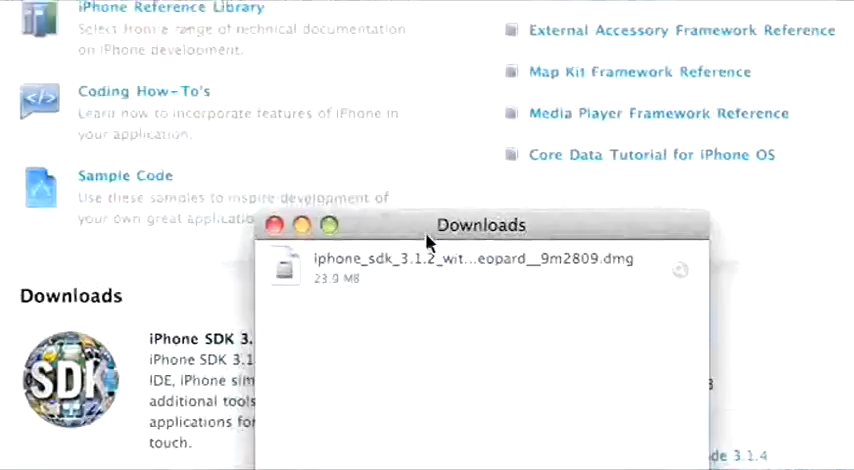 iPhone Reference Library
Select from a range of technical documentation
on iPhone development.
Coding How-To's
Learn how to incorporate features of iPhone in
your application.
Sample Code
Use these samples to inspire development of
your own great applicatio
External Accessory Framework Reference
Map Kit Framework Reference
Media Player Framework Reference
Core Data Tutorial for iPhone OS
Downloads
iphone_sdk_3.1.2_wit...eopard__9m2809.dmg
23.9 MB
Downloads
SDK
iPhone SDK 3.
iPhone SDK 3.1
IDE, iPhone sim
additional tools
applications for
touch.
3
de 3.1.4